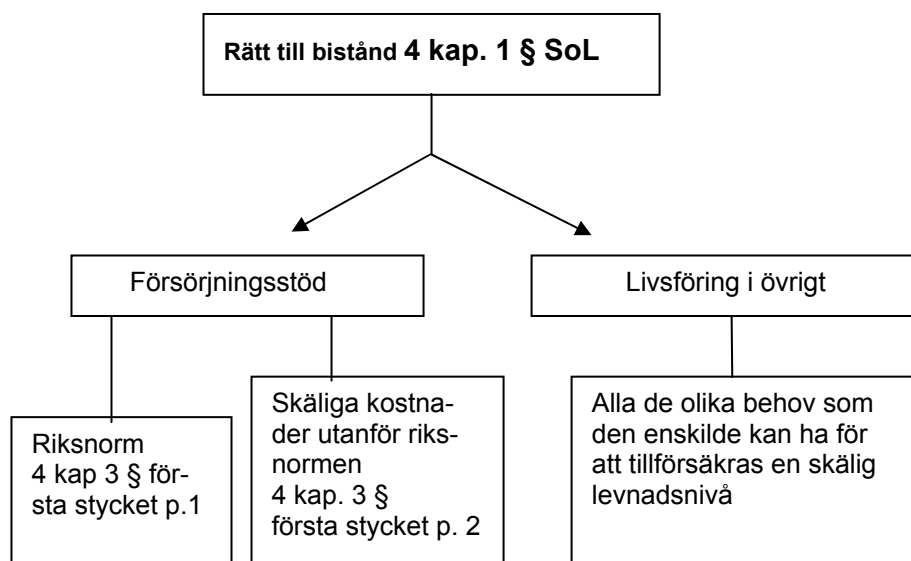 Rätt till bistånd 4 kap. 1 § SoL
Försörjningsstöd
Livsföring i övrigt
Riksnorm
4 kap 3 § för-
sta stycket p.1
Skäliga kostna-
der utanför riks-
normen
4 kap. 3 §
första stycket p. 2
Alla de olika behov som
den enskilde kan ha för
att tillförsäkras en skälig
levnadsnivå